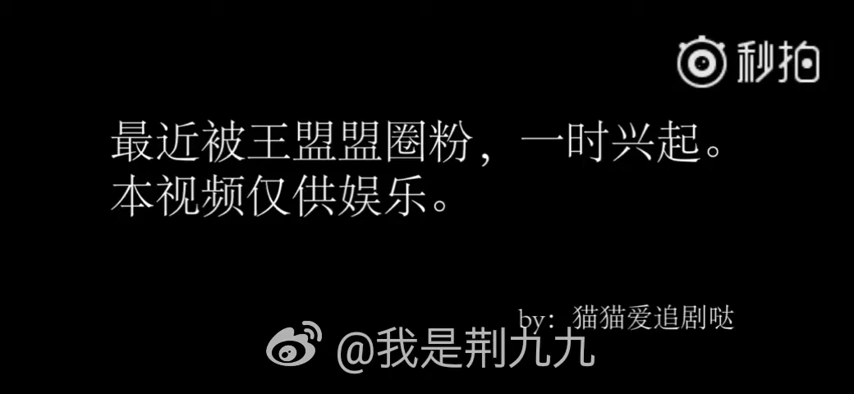 秒拍
最近被王盟盟圈粉，一时兴起。
本视频仅供娱乐。
by：猫猫爱追剧哒
@我是荆九九